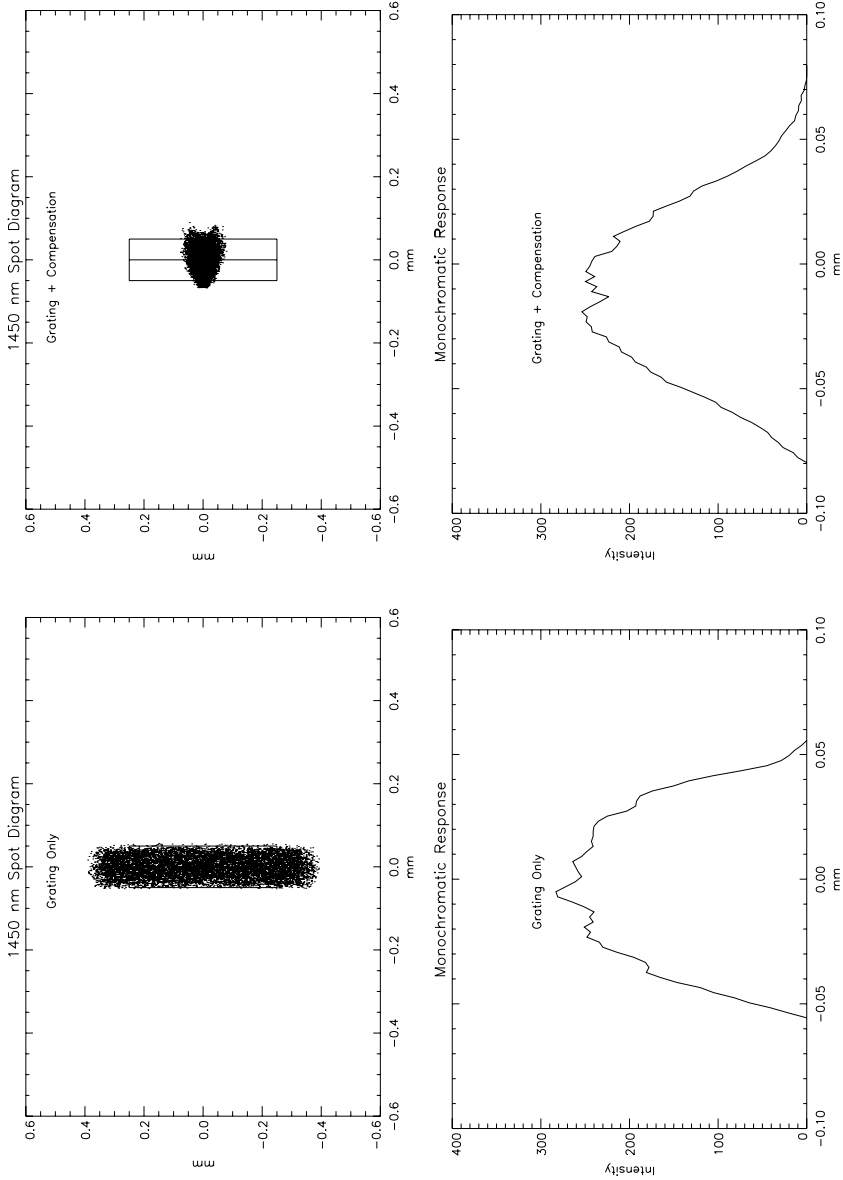 1450 nm Spot Diagram
Grating Only
0.6
0.4
0.2
0.0
−0.2
−0.4
−0.6
mm
−0.6 −0.4 −0.2 0.0 0.2 0.4 0.6
mm
1450 nm Spot Diagram
Grating + Compensation
0.6
0.4
0.2
0.0
−0.2
−0.4
−0.6
mm
−0.6 −0.4 −0.2 0.0 0.2 0.4 0.6
mm
Monochromatic Response
Grating Only
400
300
200
100
0
Intensity
−0.10 −0.05 0.00 0.05 0.10
mm
Monochromatic Response
Grating + Compensation
400
300
200
100
0
Intensity
−0.10 −0.05 0.00 0.05 0.10
mm